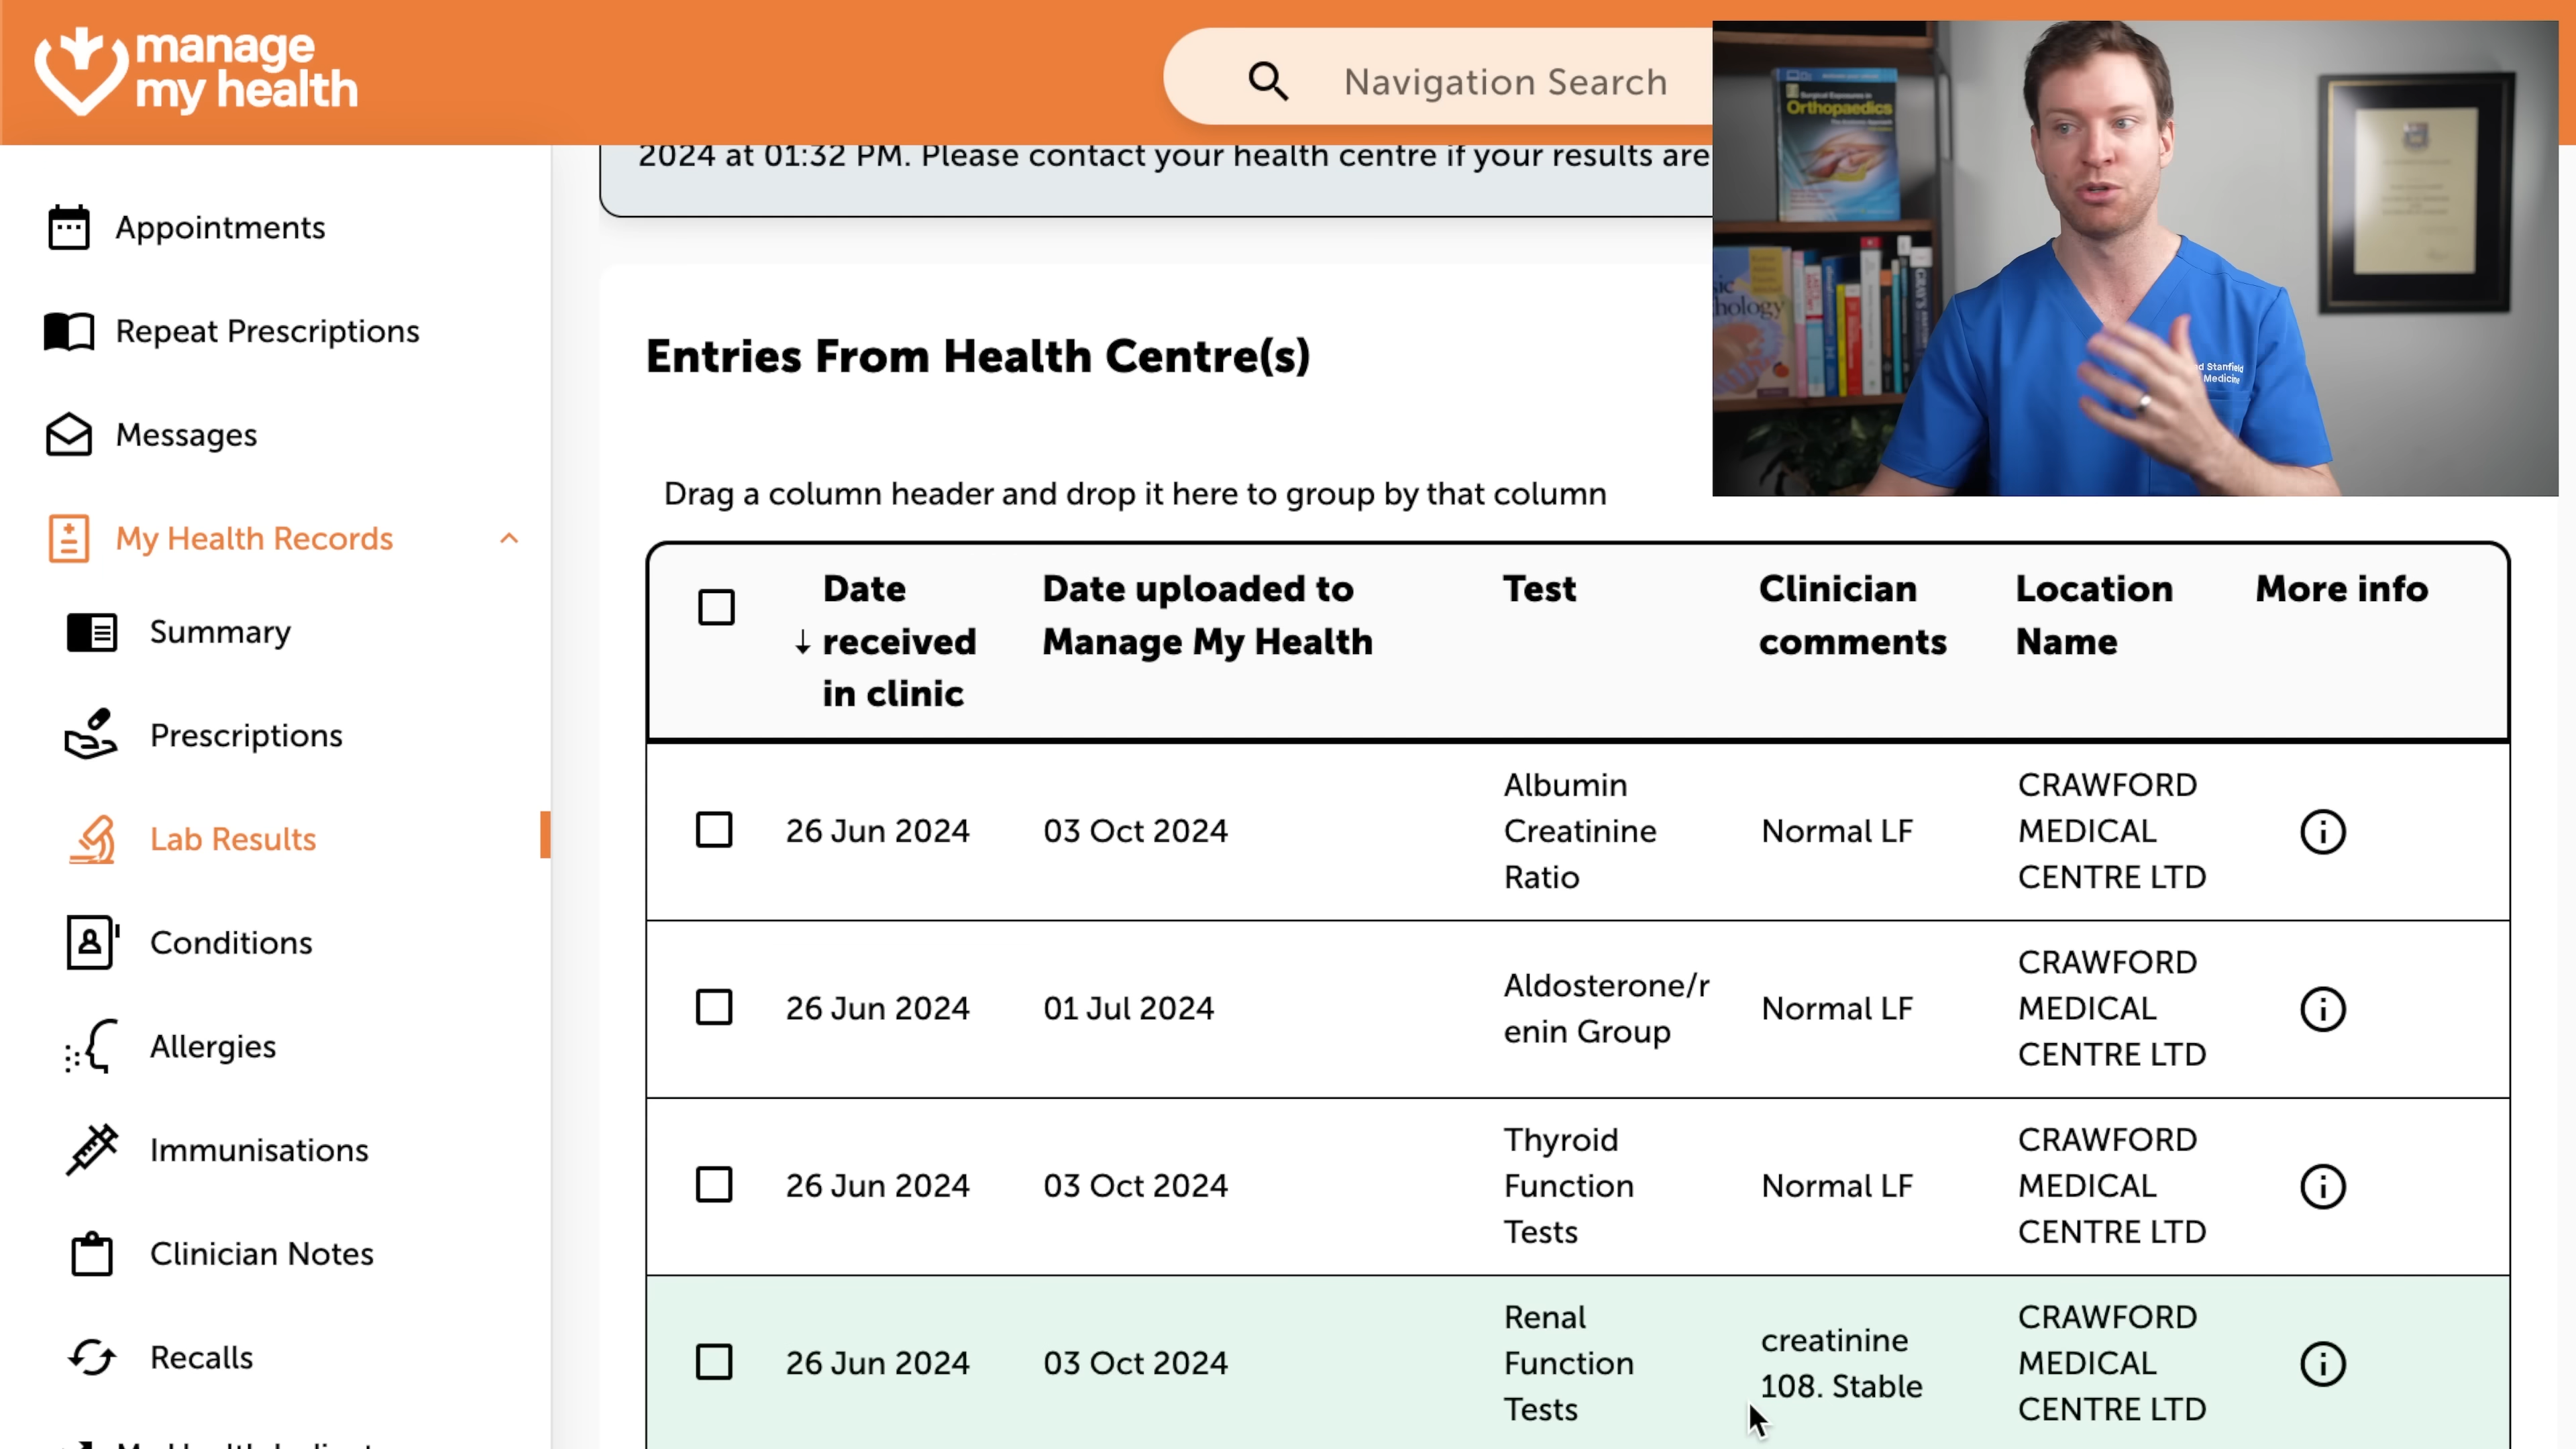 manage
my health
Navigation Search
2024 at 01:32 PM. Please contact your health centre if your results are
Appointments
Repeat Prescriptions
Messages
My Health Records
Summary
Prescriptions
Lab Results
Conditions
Allergies
Immunisations
Clinician Notes
Recalls
Entries From Health Centre(s)
Drag a column header and drop it here to group by that column
Date
received
in clinic
Date uploaded to
Manage My Health
Test
Clinician
comments
Location
Name
More info
26 Jun 2024
03 Oct 2024
Albumin
Creatinine
Ratio
Normal LF
CRAWFORD
MEDICAL
CENTRE LTD
26 Jun 2024
01 Jul 2024
Aldosterone/r
enin Group
Normal LF
CRAWFORD
MEDICAL
CENTRE LTD
26 Jun 2024
03 Oct 2024
Thyroid
Function
Tests
Normal LF
CRAWFORD
MEDICAL
CENTRE LTD
26 Jun 2024
03 Oct 2024
Renal
Function
Tests
creatinine
108. Stable
CRAWFORD
MEDICAL
CENTRE LTD
Orthopaedics
d Stanfield
Medicine